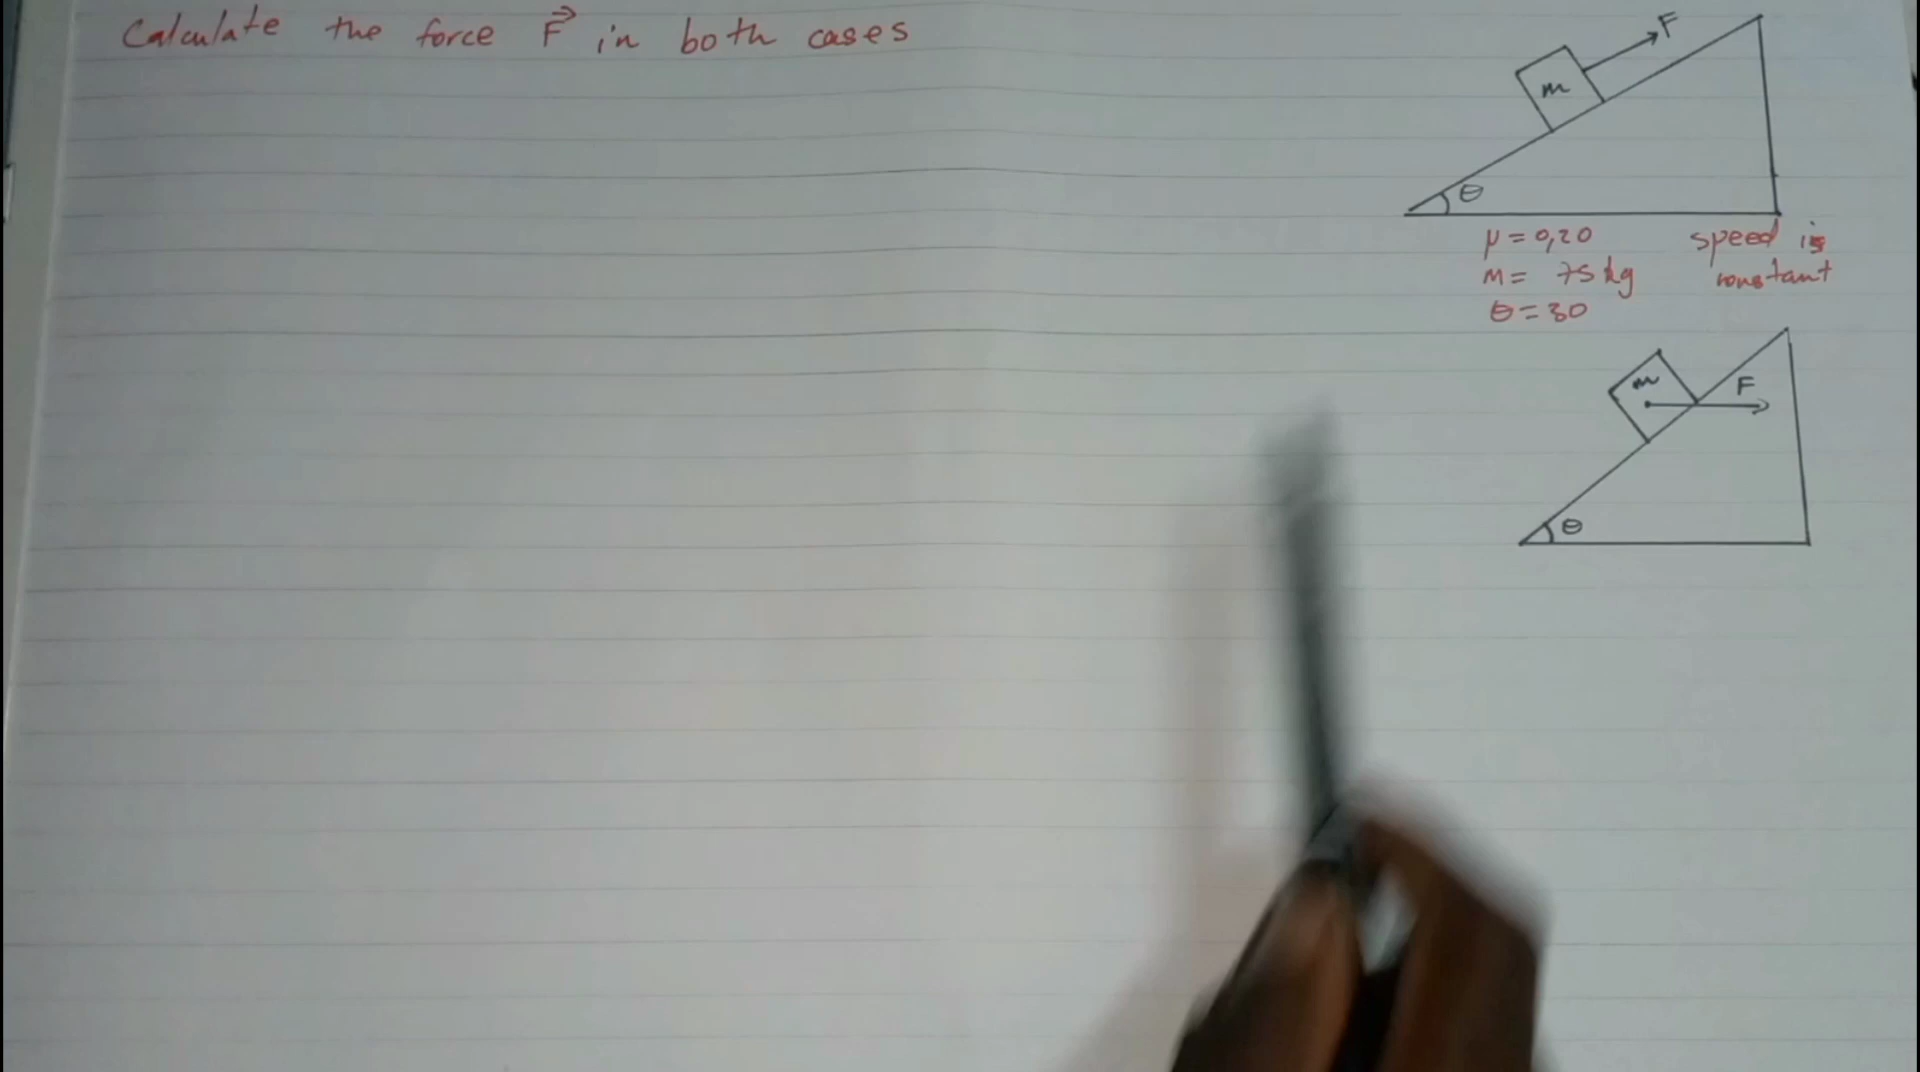 Calculate the force F⃗ in both cases
F
m
θ
μ = 0,20
m = 75 kg
θ = 30
speed is
constant
m
F
θ